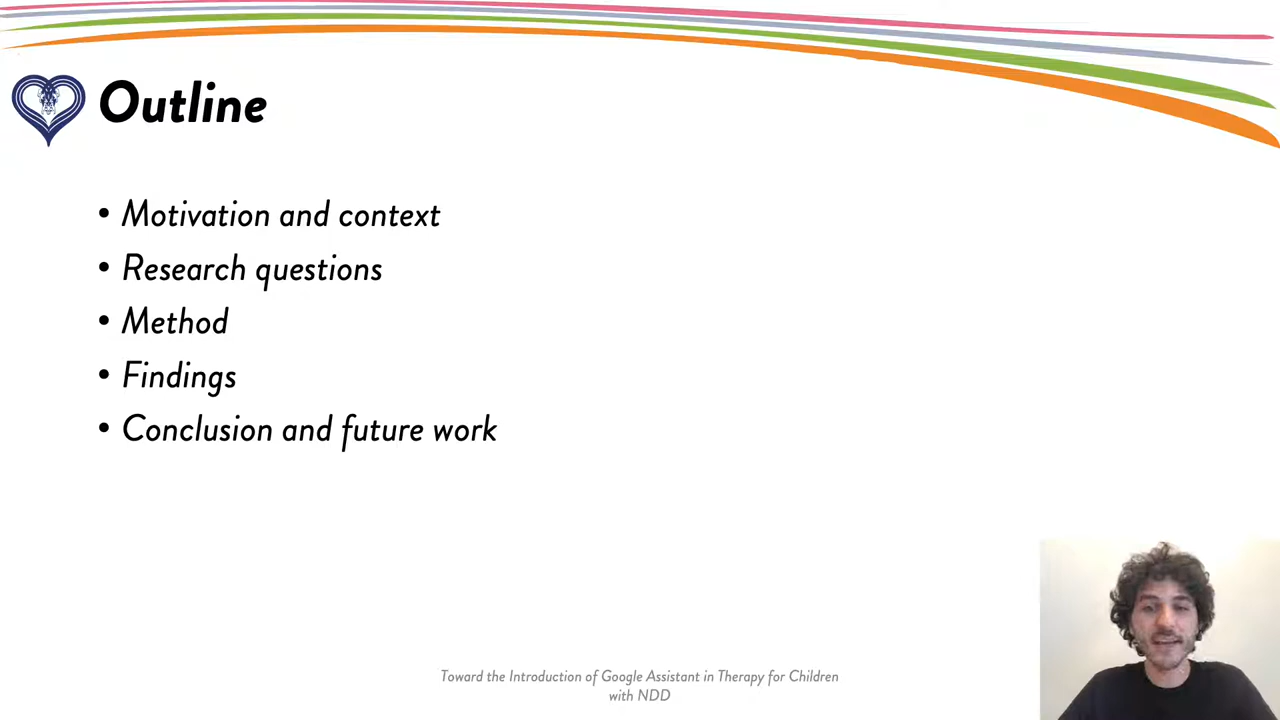 Outline
• Motivation and context
• Research questions
• Method
• Findings
• Conclusion and future work
Toward the Introduction of Google Assistant in Therapy for Children
with NDD